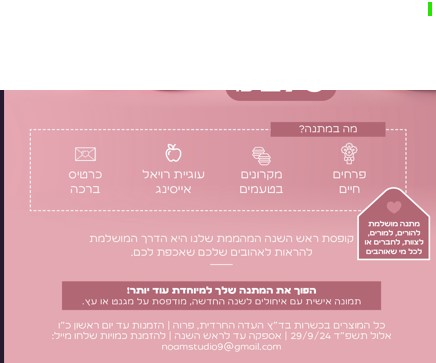 מה במתנה?
פרחים חיים
מקרונים בטעמים
עוגיית רויאל אייסינג
כרטיס ברכה
מתנה מושלמת
להורים, למורים,
לצוות, לחברים או
לכל מי שאוהבים
קופסת ראש השנה המהממת שלנו היא הדרך המושלמת
להראות לאהובים שלכם שאכפת לכם.
הפוך את המתנה שלך למיוחדת עוד יותר!
תמונה אישית עם איחולים לשנה החדשה, מודפסת על מגנט או עץ.
כל המוצרים בכשרות בד"ץ העדה החרדית, פרוה | הזמנות עד יום ראשון כ"ו
אלול תשפ"ד 29/9/24 | אספקה עד לראש השנה | להזמנת כמויות שלחו מייל:
noamstudio9@gmail.com